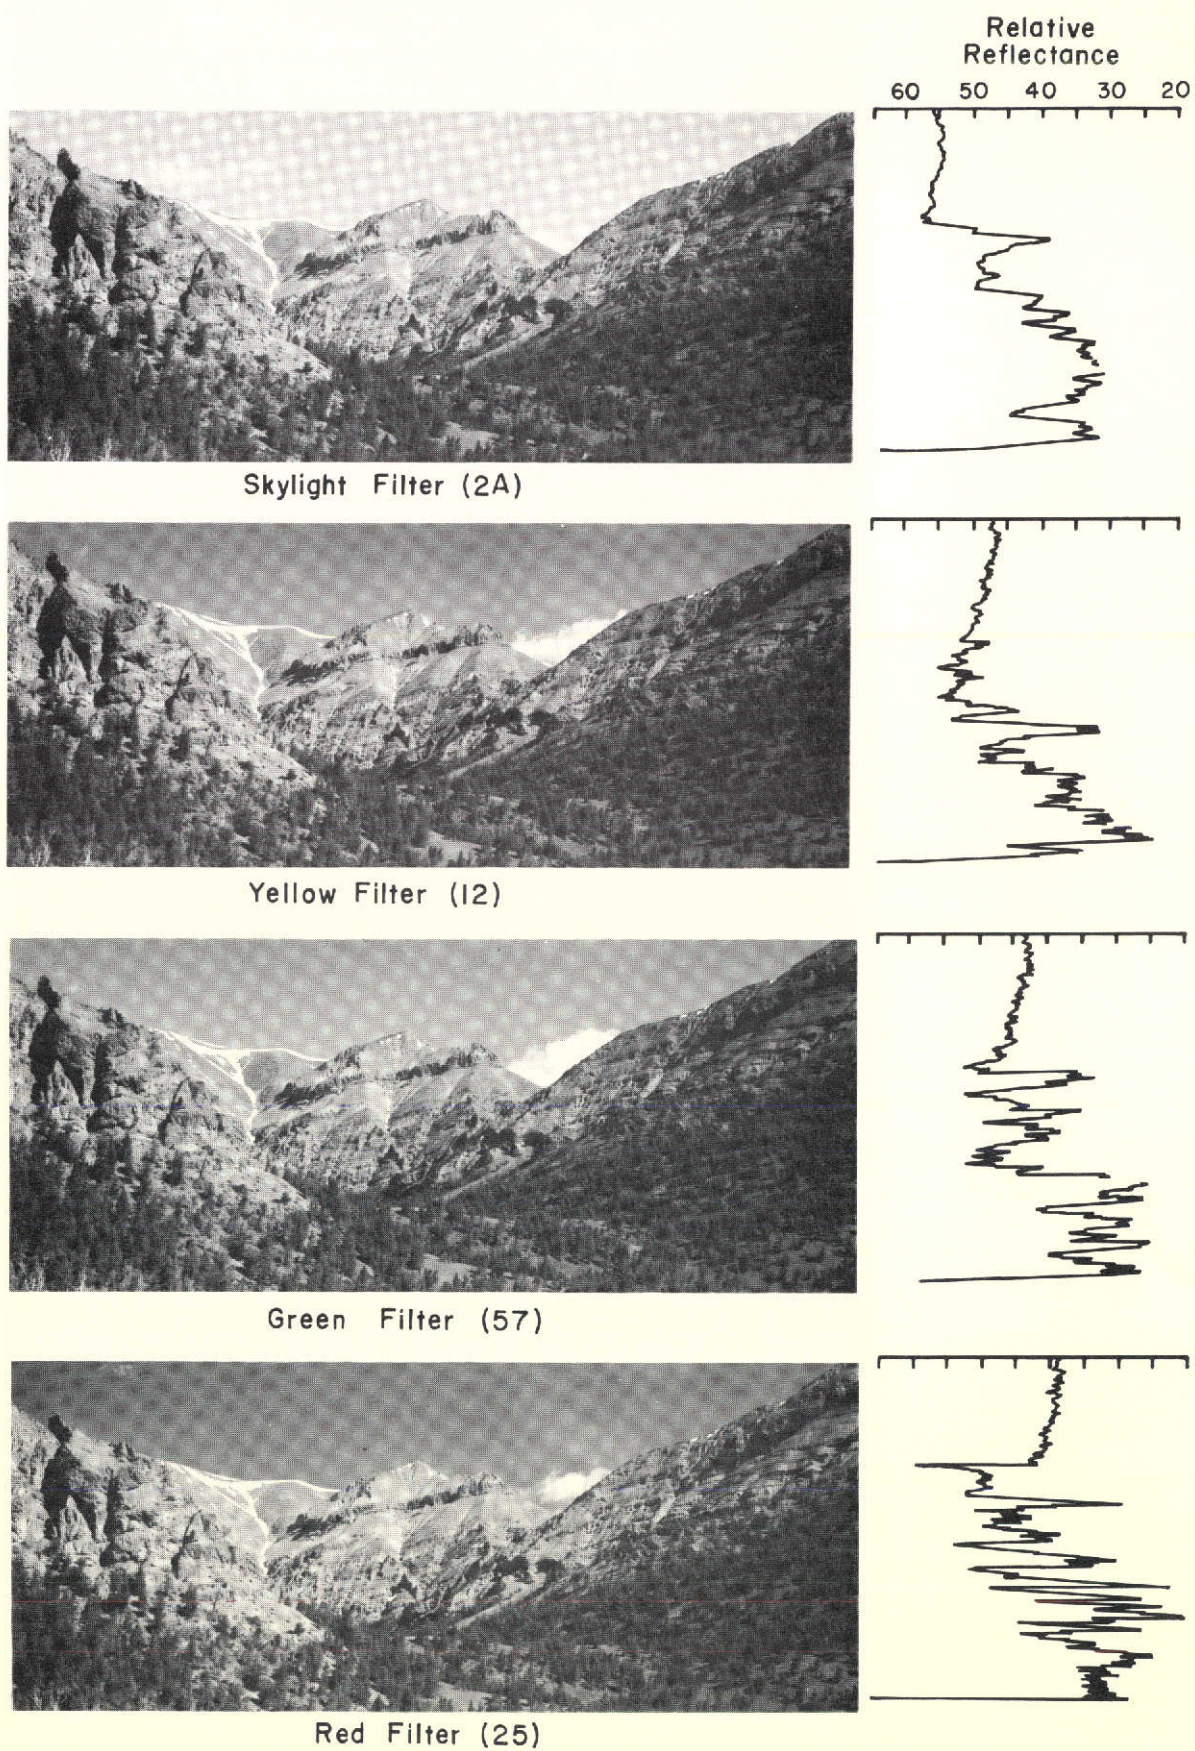 Relative
Reflectance
60 50 40 30 20
Skylight Filter (2A)
Yellow Filter (12)
Green Filter (57)
Red Filter (25)